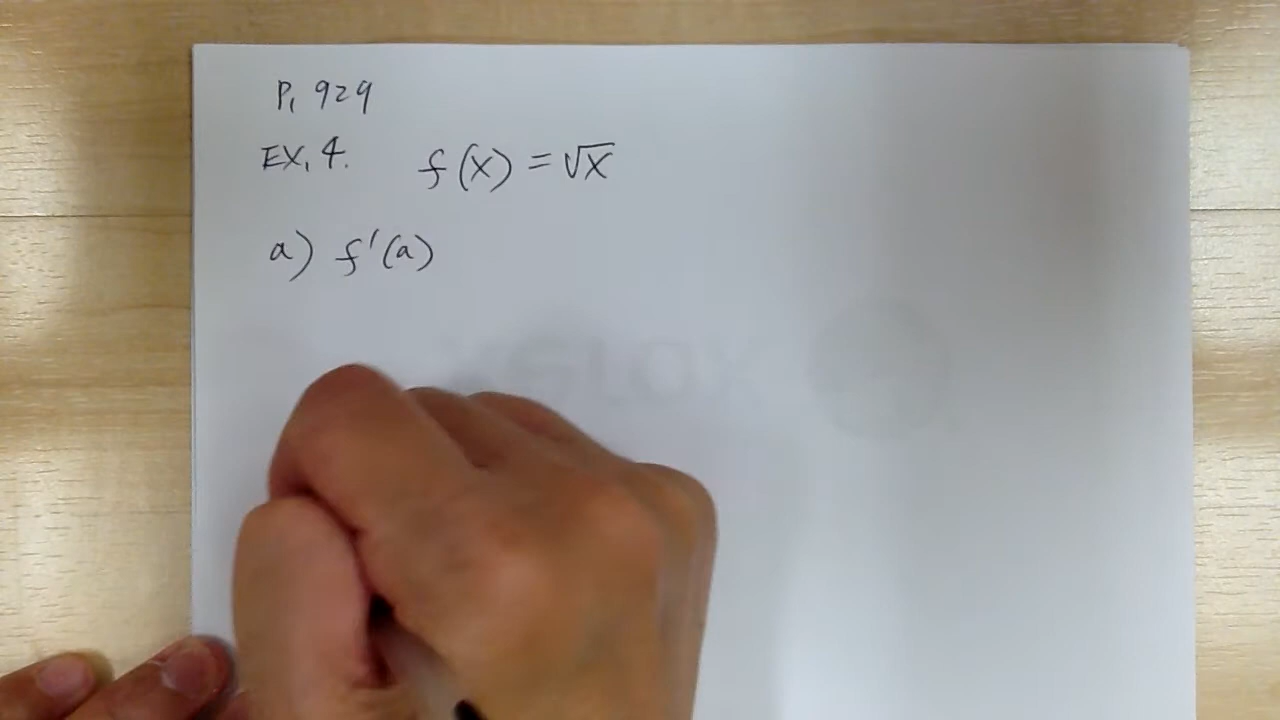 P. 929
EX. 4. f(x) = √x
a) f'(a)